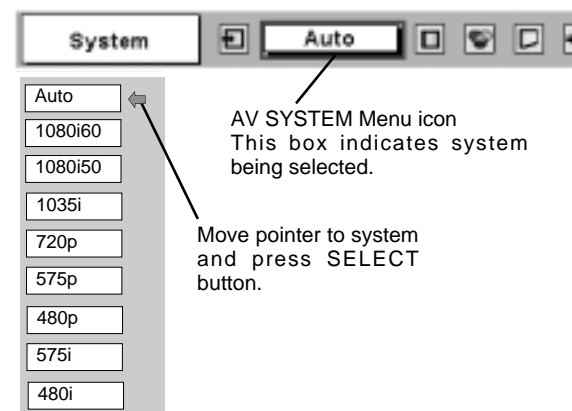 System
Auto
Auto
1080i60
1080i50
1035i
720p
575p
480p
575i
480i
AV SYSTEM Menu icon
This box indicates system
being selected.
Move pointer to system
and press SELECT
button.